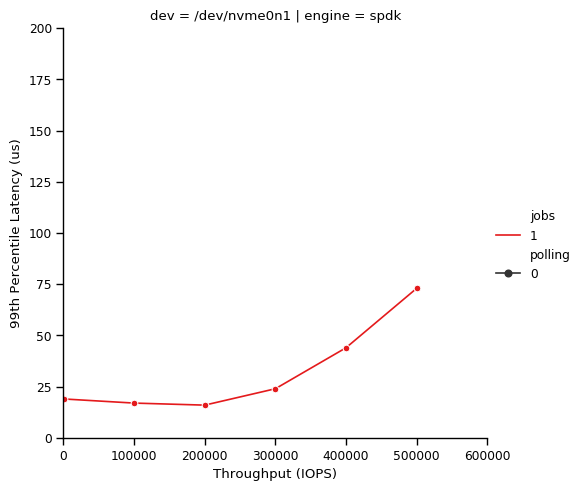 dev = /dev/nvme0n1 | engine = spdk
200
175
150
125
100
75
50
25
0
99th Percentile Latency (us)
0 100000 200000 300000 400000 500000 600000
Throughput (IOPS)
jobs
1
polling
0